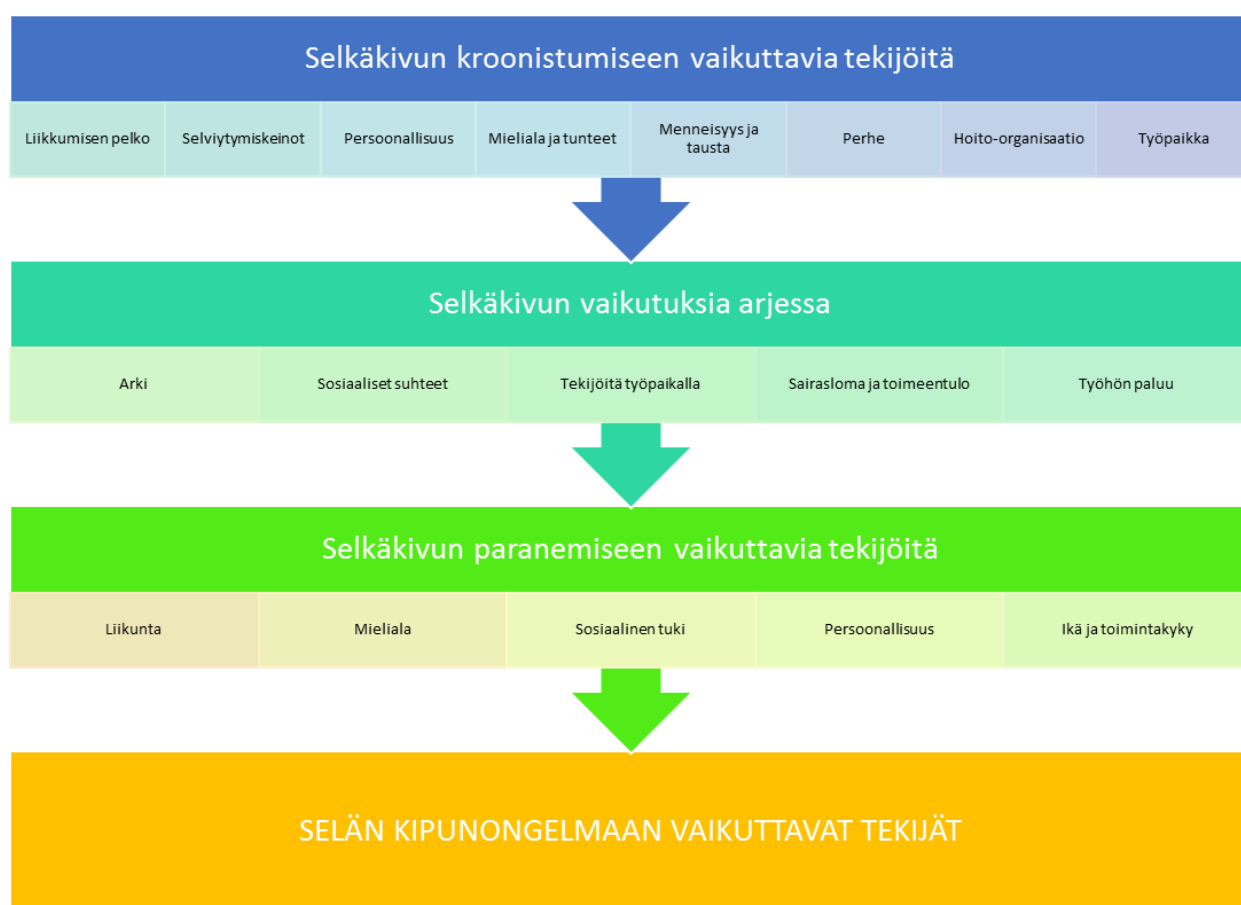 Selkäkivun kroonistumiseen vaikuttavia tekijöitä
Liikkumisen pelko
Selviytymiskeinot
Persoonallisuus
Mieliala ja tunteet
Menneisyys ja
tausta
Perhe
Hoito-organisaatio
Työpaikka
Selkäkivun vaikutuksia arjessa
Arki
Sosiaaliset suhteet
Tekijöitä työpaikalla
Sairasloma ja toimeentulo
Työhön paluu
Selkäkivun paranemiseen vaikuttavia tekijöitä
Liikunta
Mieliala
Sosiaalinen tuki
Persoonallisuus
Ikä ja toimintakyky
SELÄN KIPUNONGELMAAN VAIKUTTAVAT TEKIJÄT